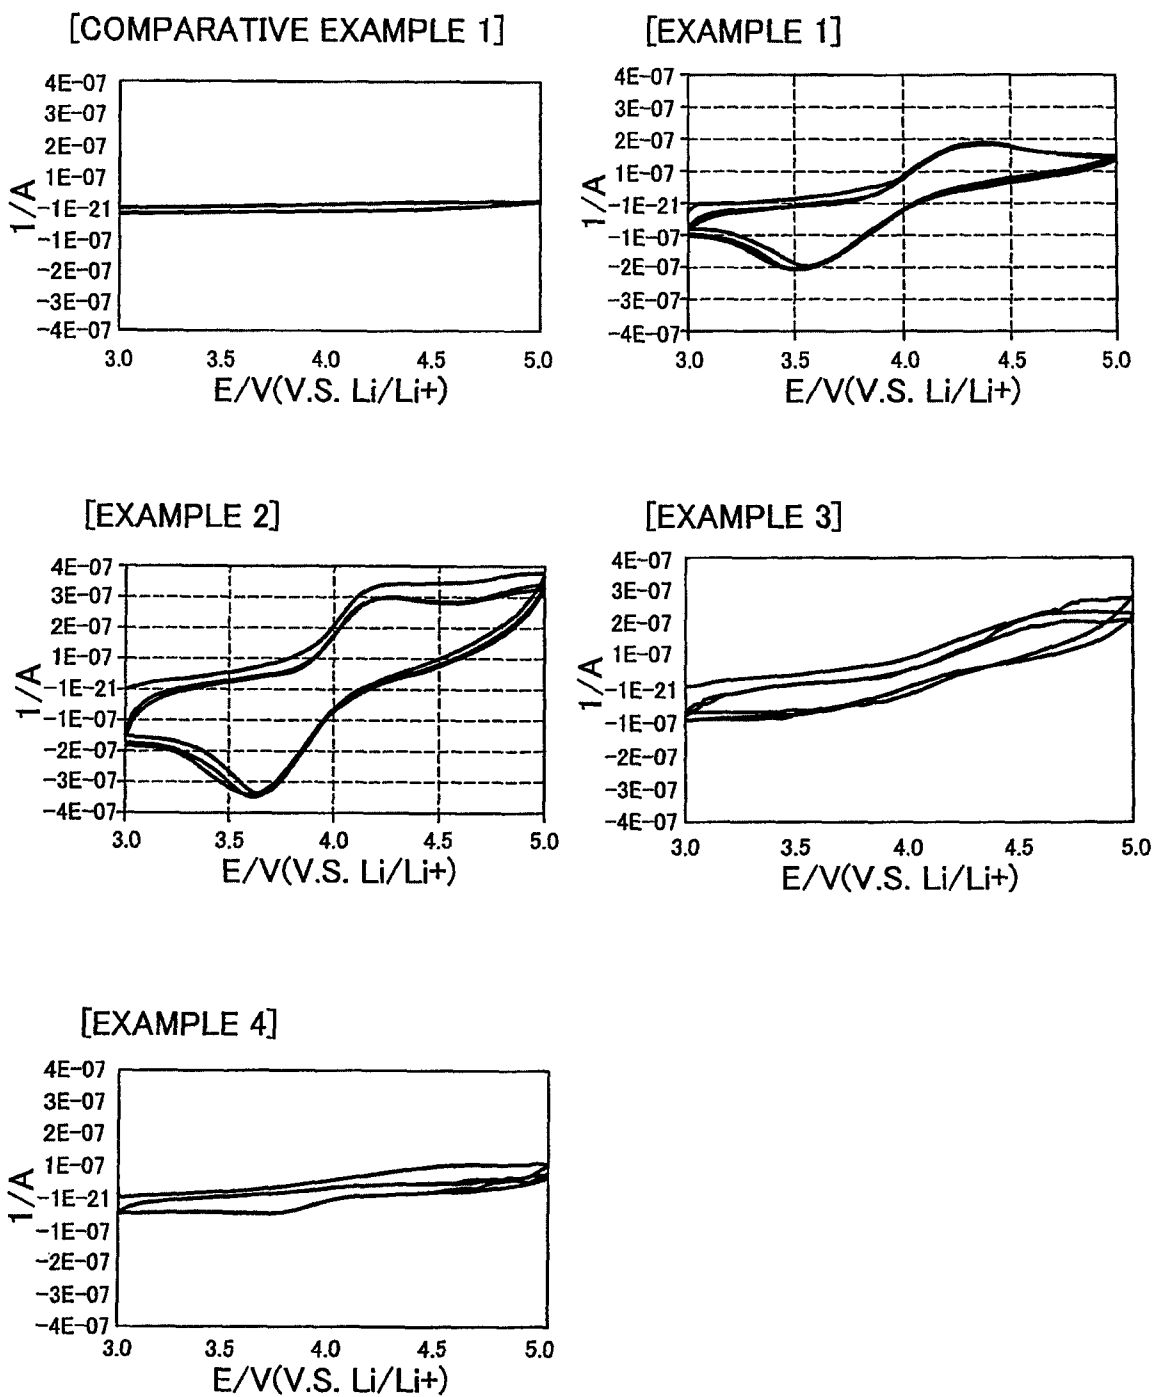 [COMPARATIVE EXAMPLE 1]
4E-07
3E-07
2E-07
1E-07
-1E-21
-1E-07
-2E-07
-3E-07
-4E-07
1/A
3.0 3.5 4.0 4.5 5.0
E/V(V.S. Li/Li+)
[EXAMPLE 1]
4E-07
3E-07
2E-07
1E-07
-1E-21
-1E-07
-2E-07
-3E-07
-4E-07
1/A
3.0 3.5 4.0 4.5 5.0
E/V(V.S. Li/Li+)
[EXAMPLE 2]
4E-07
3E-07
2E-07
1E-07
-1E-21
-1E-07
-2E-07
-3E-07
-4E-07
1/A
3.0 3.5 4.0 4.5 5.0
E/V(V.S. Li/Li+)
[EXAMPLE 3]
4E-07
3E-07
2E-07
1E-07
-1E-21
-1E-07
-2E-07
-3E-07
-4E-07
1/A
3.0 3.5 4.0 4.5 5.0
E/V(V.S. Li/Li+)
[EXAMPLE 4]
4E-07
3E-07
2E-07
1E-07
-1E-21
-1E-07
-2E-07
-3E-07
-4E-07
1/A
3.0 3.5 4.0 4.5 5.0
E/V(V.S. Li/Li+)